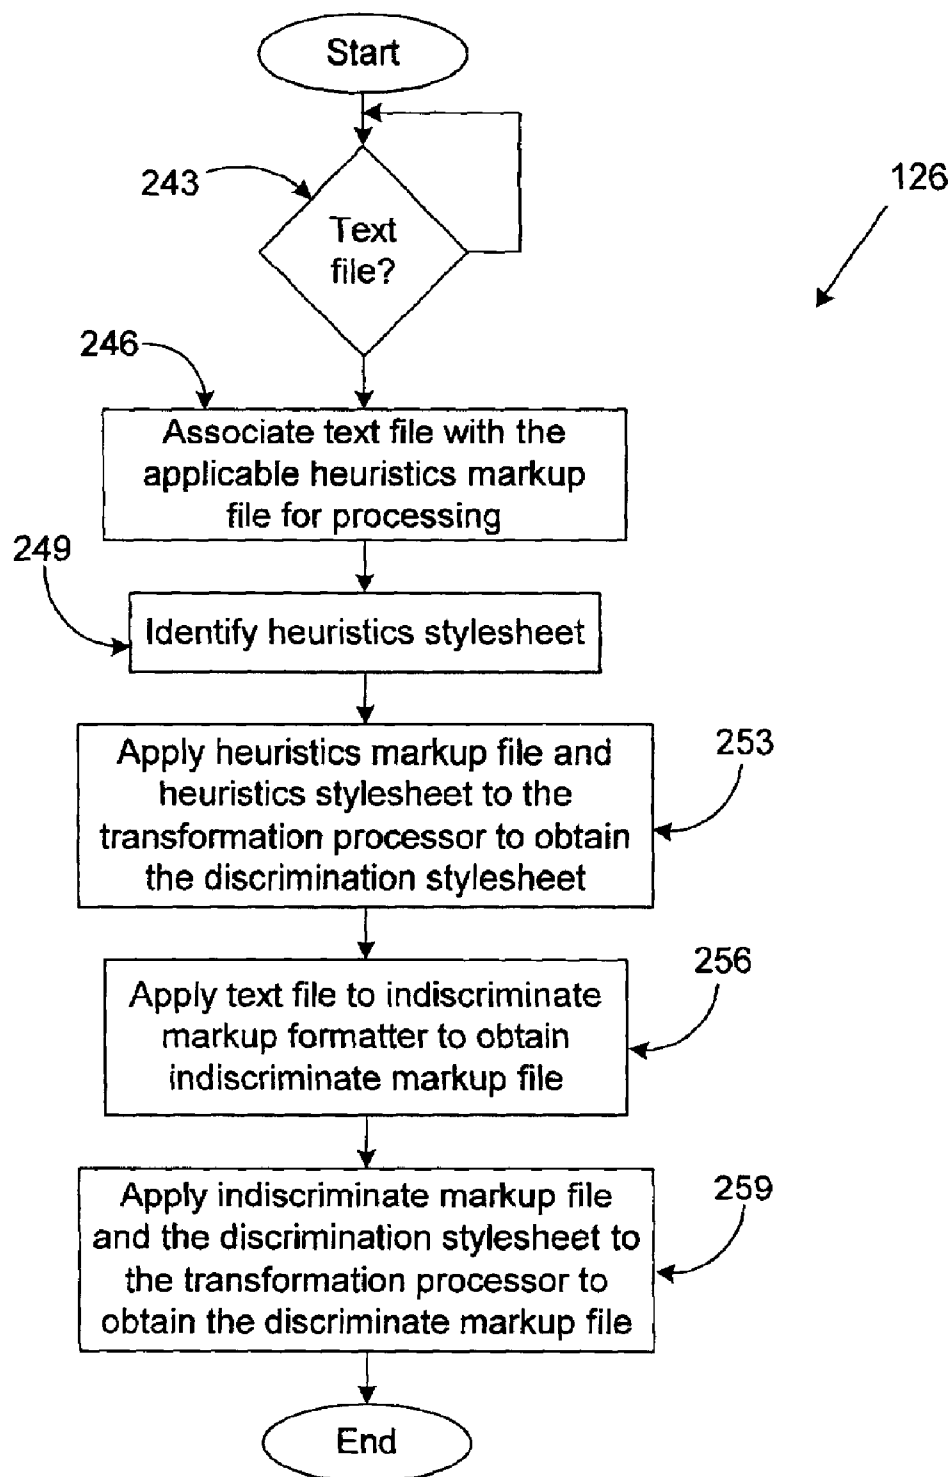 Start
243
126
Text
file?
246
Associate text file with the
applicable heuristics markup
file for processing
249
Identify heuristics stylesheet
Apply heuristics markup file and
heuristics stylesheet to the
transformation processor to obtain
the discrimination stylesheet
253
Apply text file to indiscriminate
markup formatter to obtain
indiscriminate markup file
256
Apply indiscriminate markup file
and the discrimination stylesheet to
the transformation processor to
obtain the discriminate markup file
259
End